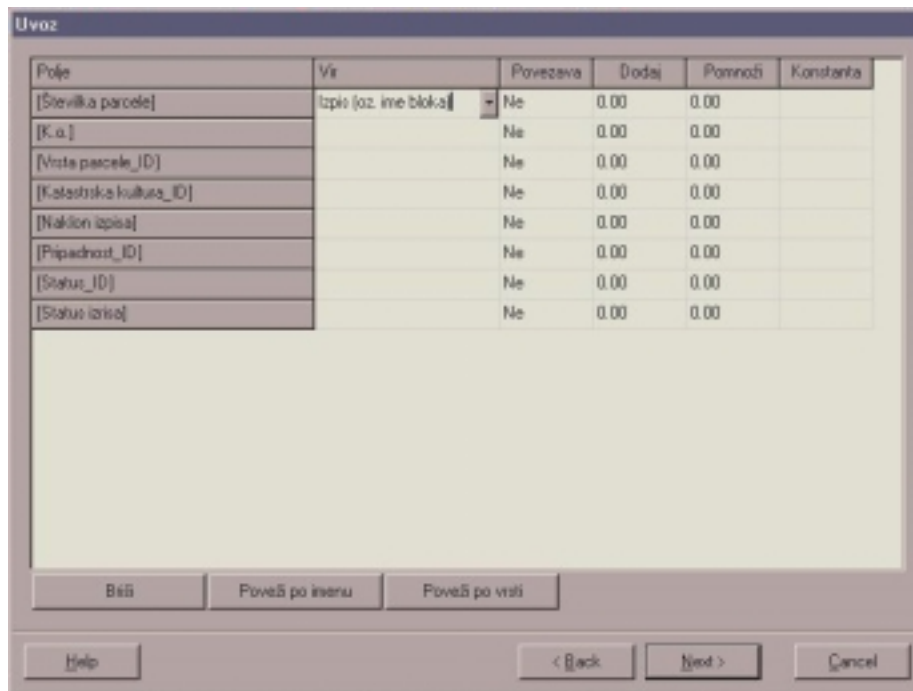 Uvoz
Polje Vir Povezava Dodaj Pomnoži Konstanta
[Številka parcele] Izpis (oz. ime bloka) Ne 0.00 0.00
[K.o.] Ne 0.00 0.00
[Vrsta parcele_ID] Ne 0.00 0.00
[Katastrska kultura_ID] Ne 0.00 0.00
[Naklon izpisa] Ne 0.00 0.00
[Pripadnost_ID] Ne 0.00 0.00
[Status_ID] Ne 0.00 0.00
[Status izrisa] Ne 0.00 0.00
Briši Poveži po imenu Poveži po vrsti
Help < Back Next > Cancel